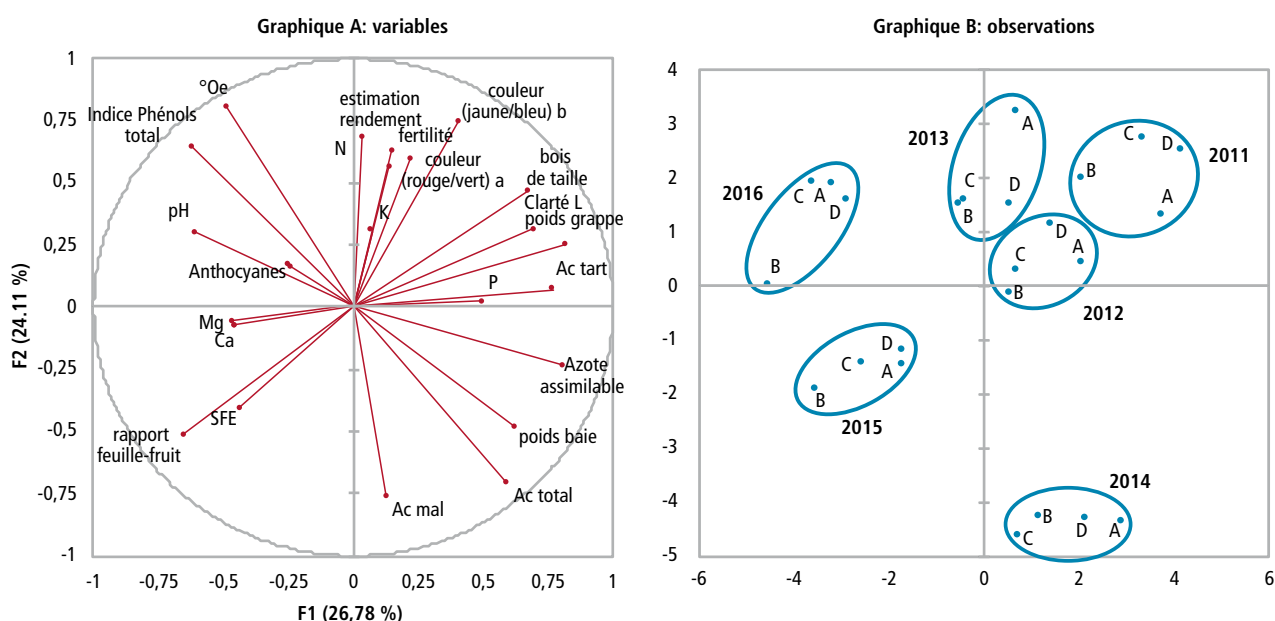 Graphique A: variables
1
0,75
0,5
0,25
0
-0,25
-0,5
-0,75
-1
F2 (24.11 %)
°Oe
Indice Phénols
total
pH
Anthocyanes
Mg
Ca
SFE
rapport
feuille-fruit
estimation
rendement
N
fertilité
couleur
(jaune/bleu) b
couleur
(rouge/vert) a
K
bois
de taille
Clarté L
poids grappe
Ac tart
P
Azote
assimilable
poids baie
Ac total
Ac mal
-1
-0,75
-0,5
-0,25
0
0,25
0,5
0,75
1
F1 (26,78 %)
Graphique B: observations
4
3
2
1
0
-1
-2
-3
-4
-5
2016
C
A
D
B
2013
A
C
B
D
2011
C
D
B
A
2012
D
A
C
B
2015
D
C
A
B
2014
B
D
A
C
-6
-4
-2
0
2
4
6